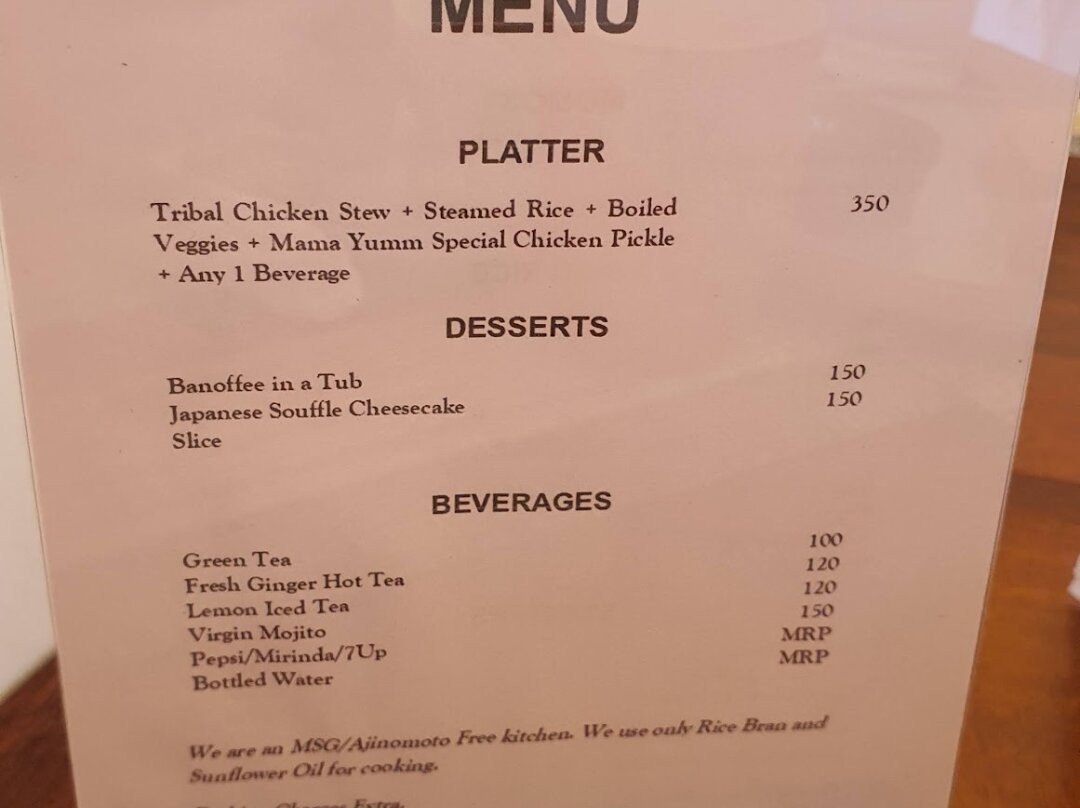 MENU
PLATTER
Tribal Chicken Stew + Steamed Rice + Boiled 350
Veggies + Mama Yumm Special Chicken Pickle
+ Any 1 Beverage
DESSERTS
Banoffee in a Tub 150
Japanese Souffle Cheesecake 150
Slice
BEVERAGES
Green Tea 100
Fresh Ginger Hot Tea 120
Lemon Iced Tea 120
Virgin Mojito 150
Pepsi/Mirinda/7Up MRP
Bottled Water MRP
We are an MSG/Ajinomoto Free kitchen. We use only Rice Bran and
Sunflower Oil for cooking.
Charges Extra.